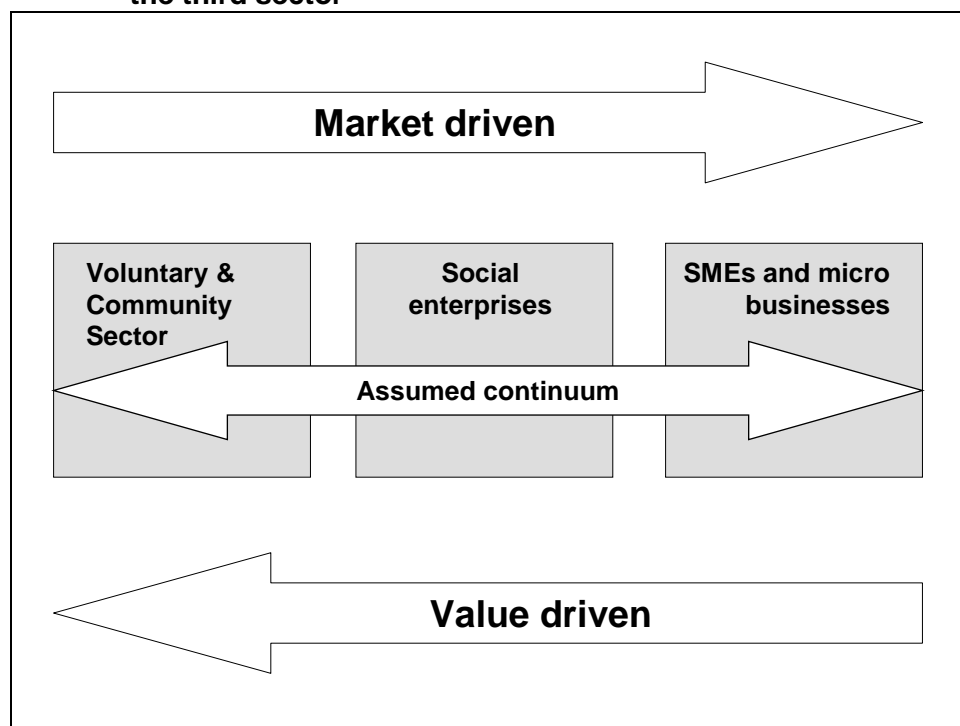 the third sector
Market driven
Voluntary &
Community
Sector
Social
enterprises
SMEs and micro
businesses
Assumed continuum
Value driven